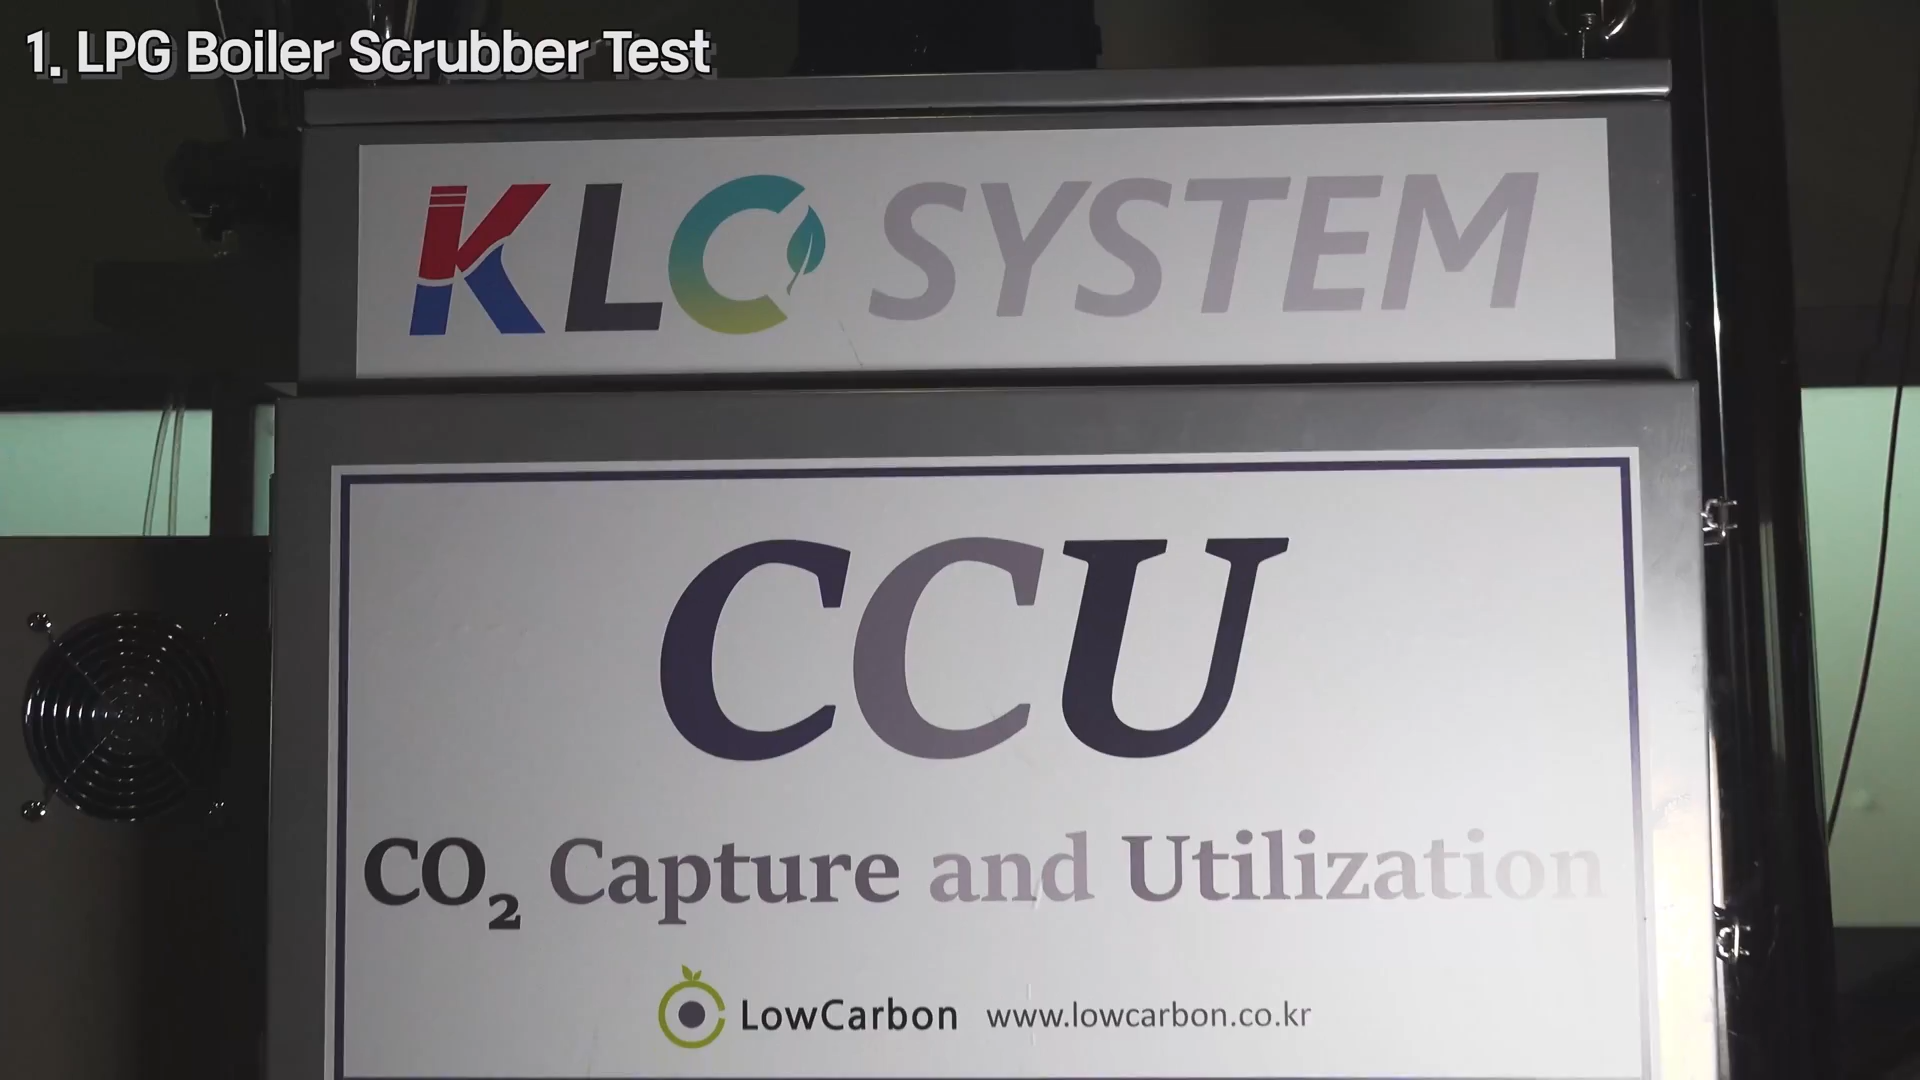 1. LPG Boiler Scrubber Test
KLC SYSTEM
CCU
CO₂ Capture and Utilization
LowCarbon www.lowcarbon.co.kr